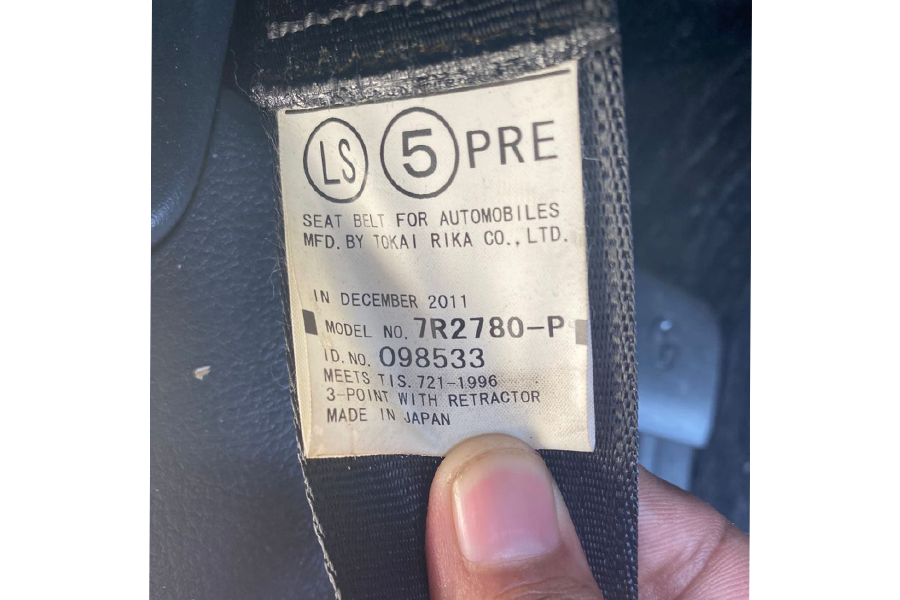 LS 5 PRE
SEAT BELT FOR AUTOMOBILES
MFD. BY TOKAI RIKA CO., LTD.
IN DECEMBER 2011
MODEL NO. 7R2780-P
ID. NO. 098533
MEETS TIS. 721-1996
3-POINT WITH RETRACTOR
MADE IN JAPAN